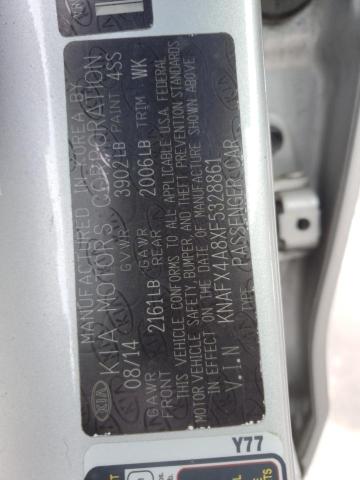 MANUFACTURED IN KOREA BY
KIA MOTORS CORPORATION
08/14 GVWR 3902LB PAINT 4SS
GAWR FRONT 2161LB GAWR REAR 2006LB TRIM WK
THIS VEHICLE CONFORMS TO ALL APPLICABLE U.S.A. FEDERAL
MOTOR VEHICLE SAFETY, BUMPER, AND THEFT PREVENTION STANDARDS
IN EFFECT ON THE DATE OF MANUFACTURE SHOWN ABOVE
V.I.N KNAFX4A8XF5328861
TYPE PASSENGER CAR
KIA
Y77